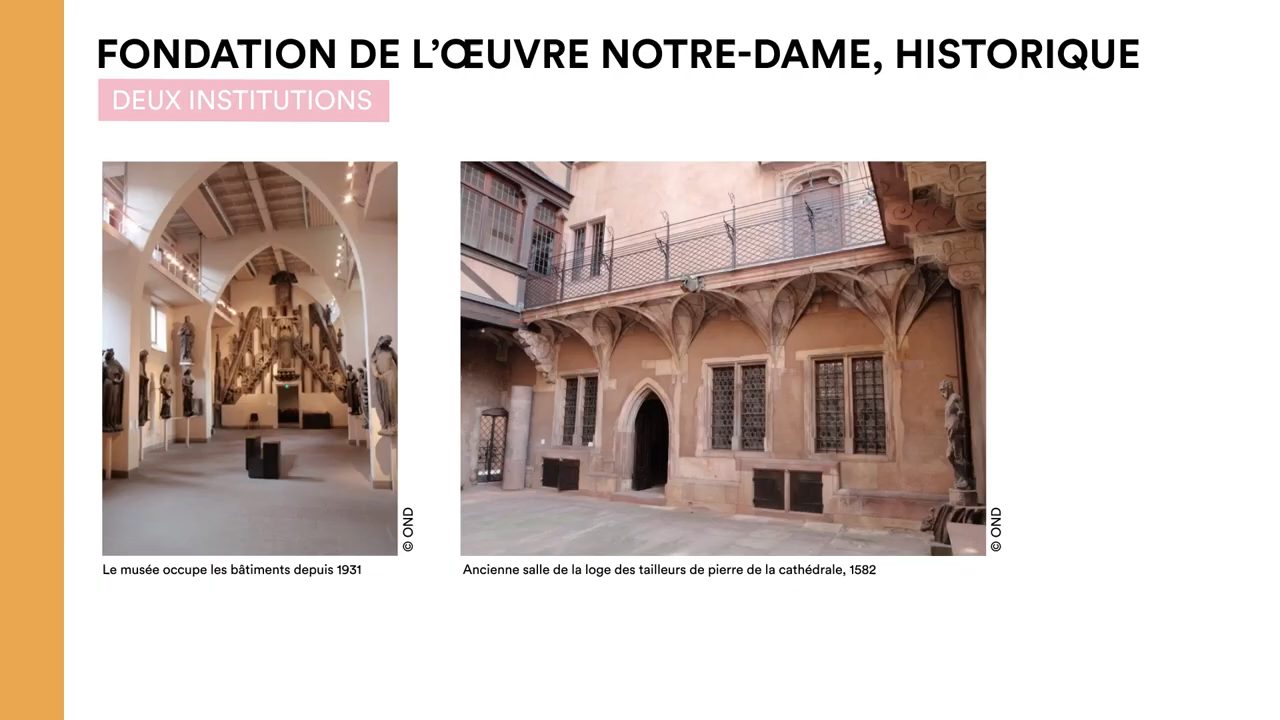 FONDATION DE L’ŒUVRE NOTRE-DAME, HISTORIQUE
DEUX INSTITUTIONS
© OND
Le musée occupe les bâtiments depuis 1931
© OND
Ancienne salle de la loge des tailleurs de pierre de la cathédrale, 1582